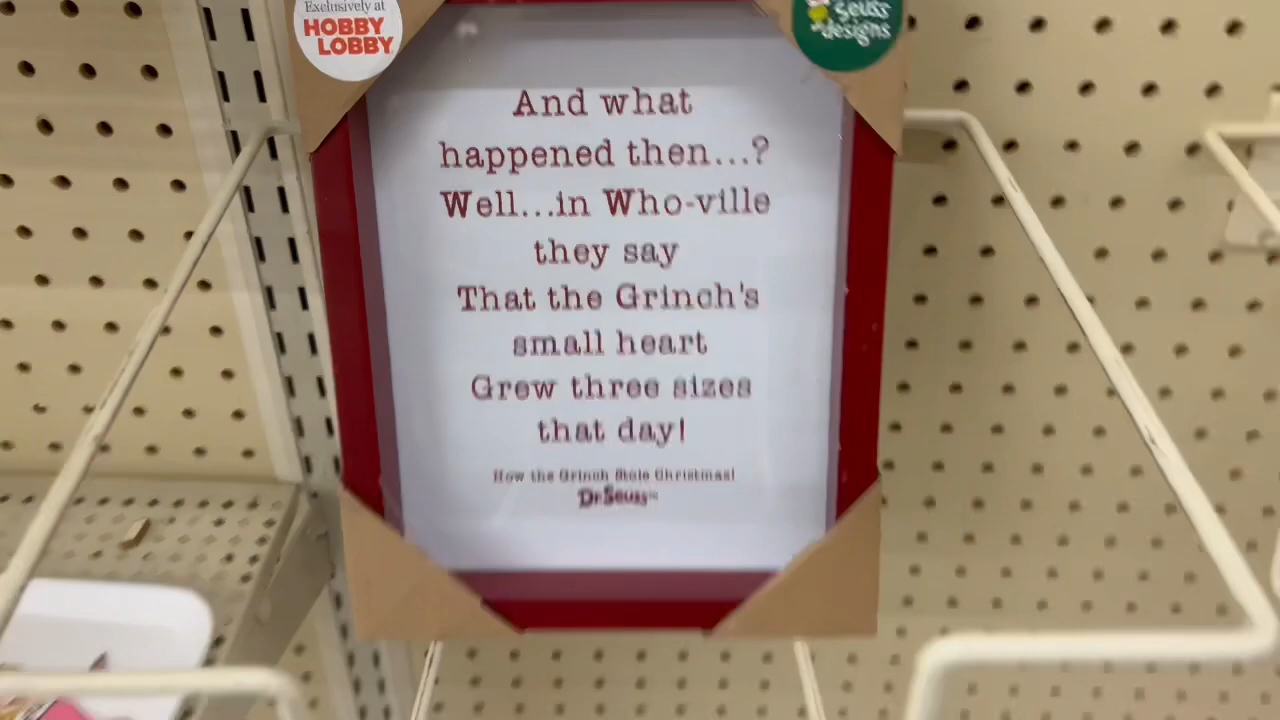 Exclusively at
HOBBY
LOBBY
Seuss
designs
And what
happened then...?
Well...in Who-ville
they say
That the Grinch's
small heart
Grew three sizes
that day!
How the Grinch Stole Christmas!
Dr. Seuss™